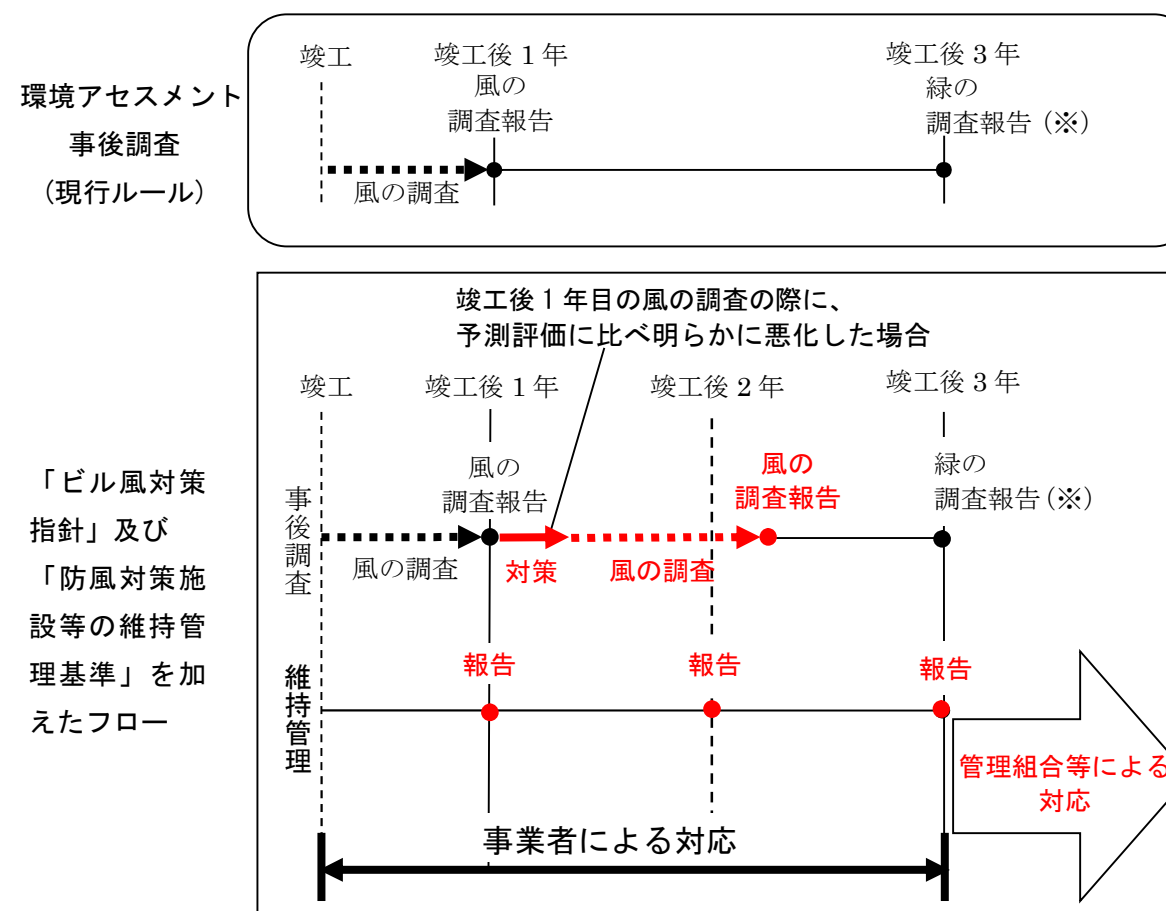 環境アセスメント
事後調査
（現行ルール）
竣工
竣工後 1 年
風の
調査報告
竣工後 3 年
緑の
調査報告（※）
風の調査
「ビル風対策
指針」及び
「防風対策施
設等の維持管
理基準」を加
えたフロー
竣工後 1 年目の風の調査の際に、
予測評価に比べ明らかに悪化した場合
竣工
竣工後 1 年
竣工後 2 年
竣工後 3 年
事後調査
風の
調査報告
風の
調査報告
緑の
調査報告（※）
風の調査
対策
風の調査
維持管理
報告
報告
報告
管理組合等による
対応
事業者による対応